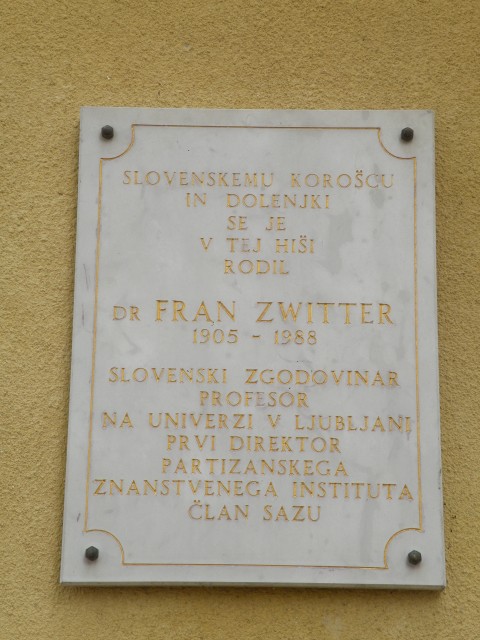 SLOVENSKEMU KOROŠCU
IN DOLENJKI
SE JE
V TEJ HIŠI
RODIL
DR FRAN ZWITTER
1905 - 1988
SLOVENSKI ZGODOVINAR
PROFESOR
NA UNIVERZI V LJUBLJANI
PRVI DIREKTOR
PARTIZANSKEGA
ZNANSTVENEGA INSTITUTA
ČLAN SAZU